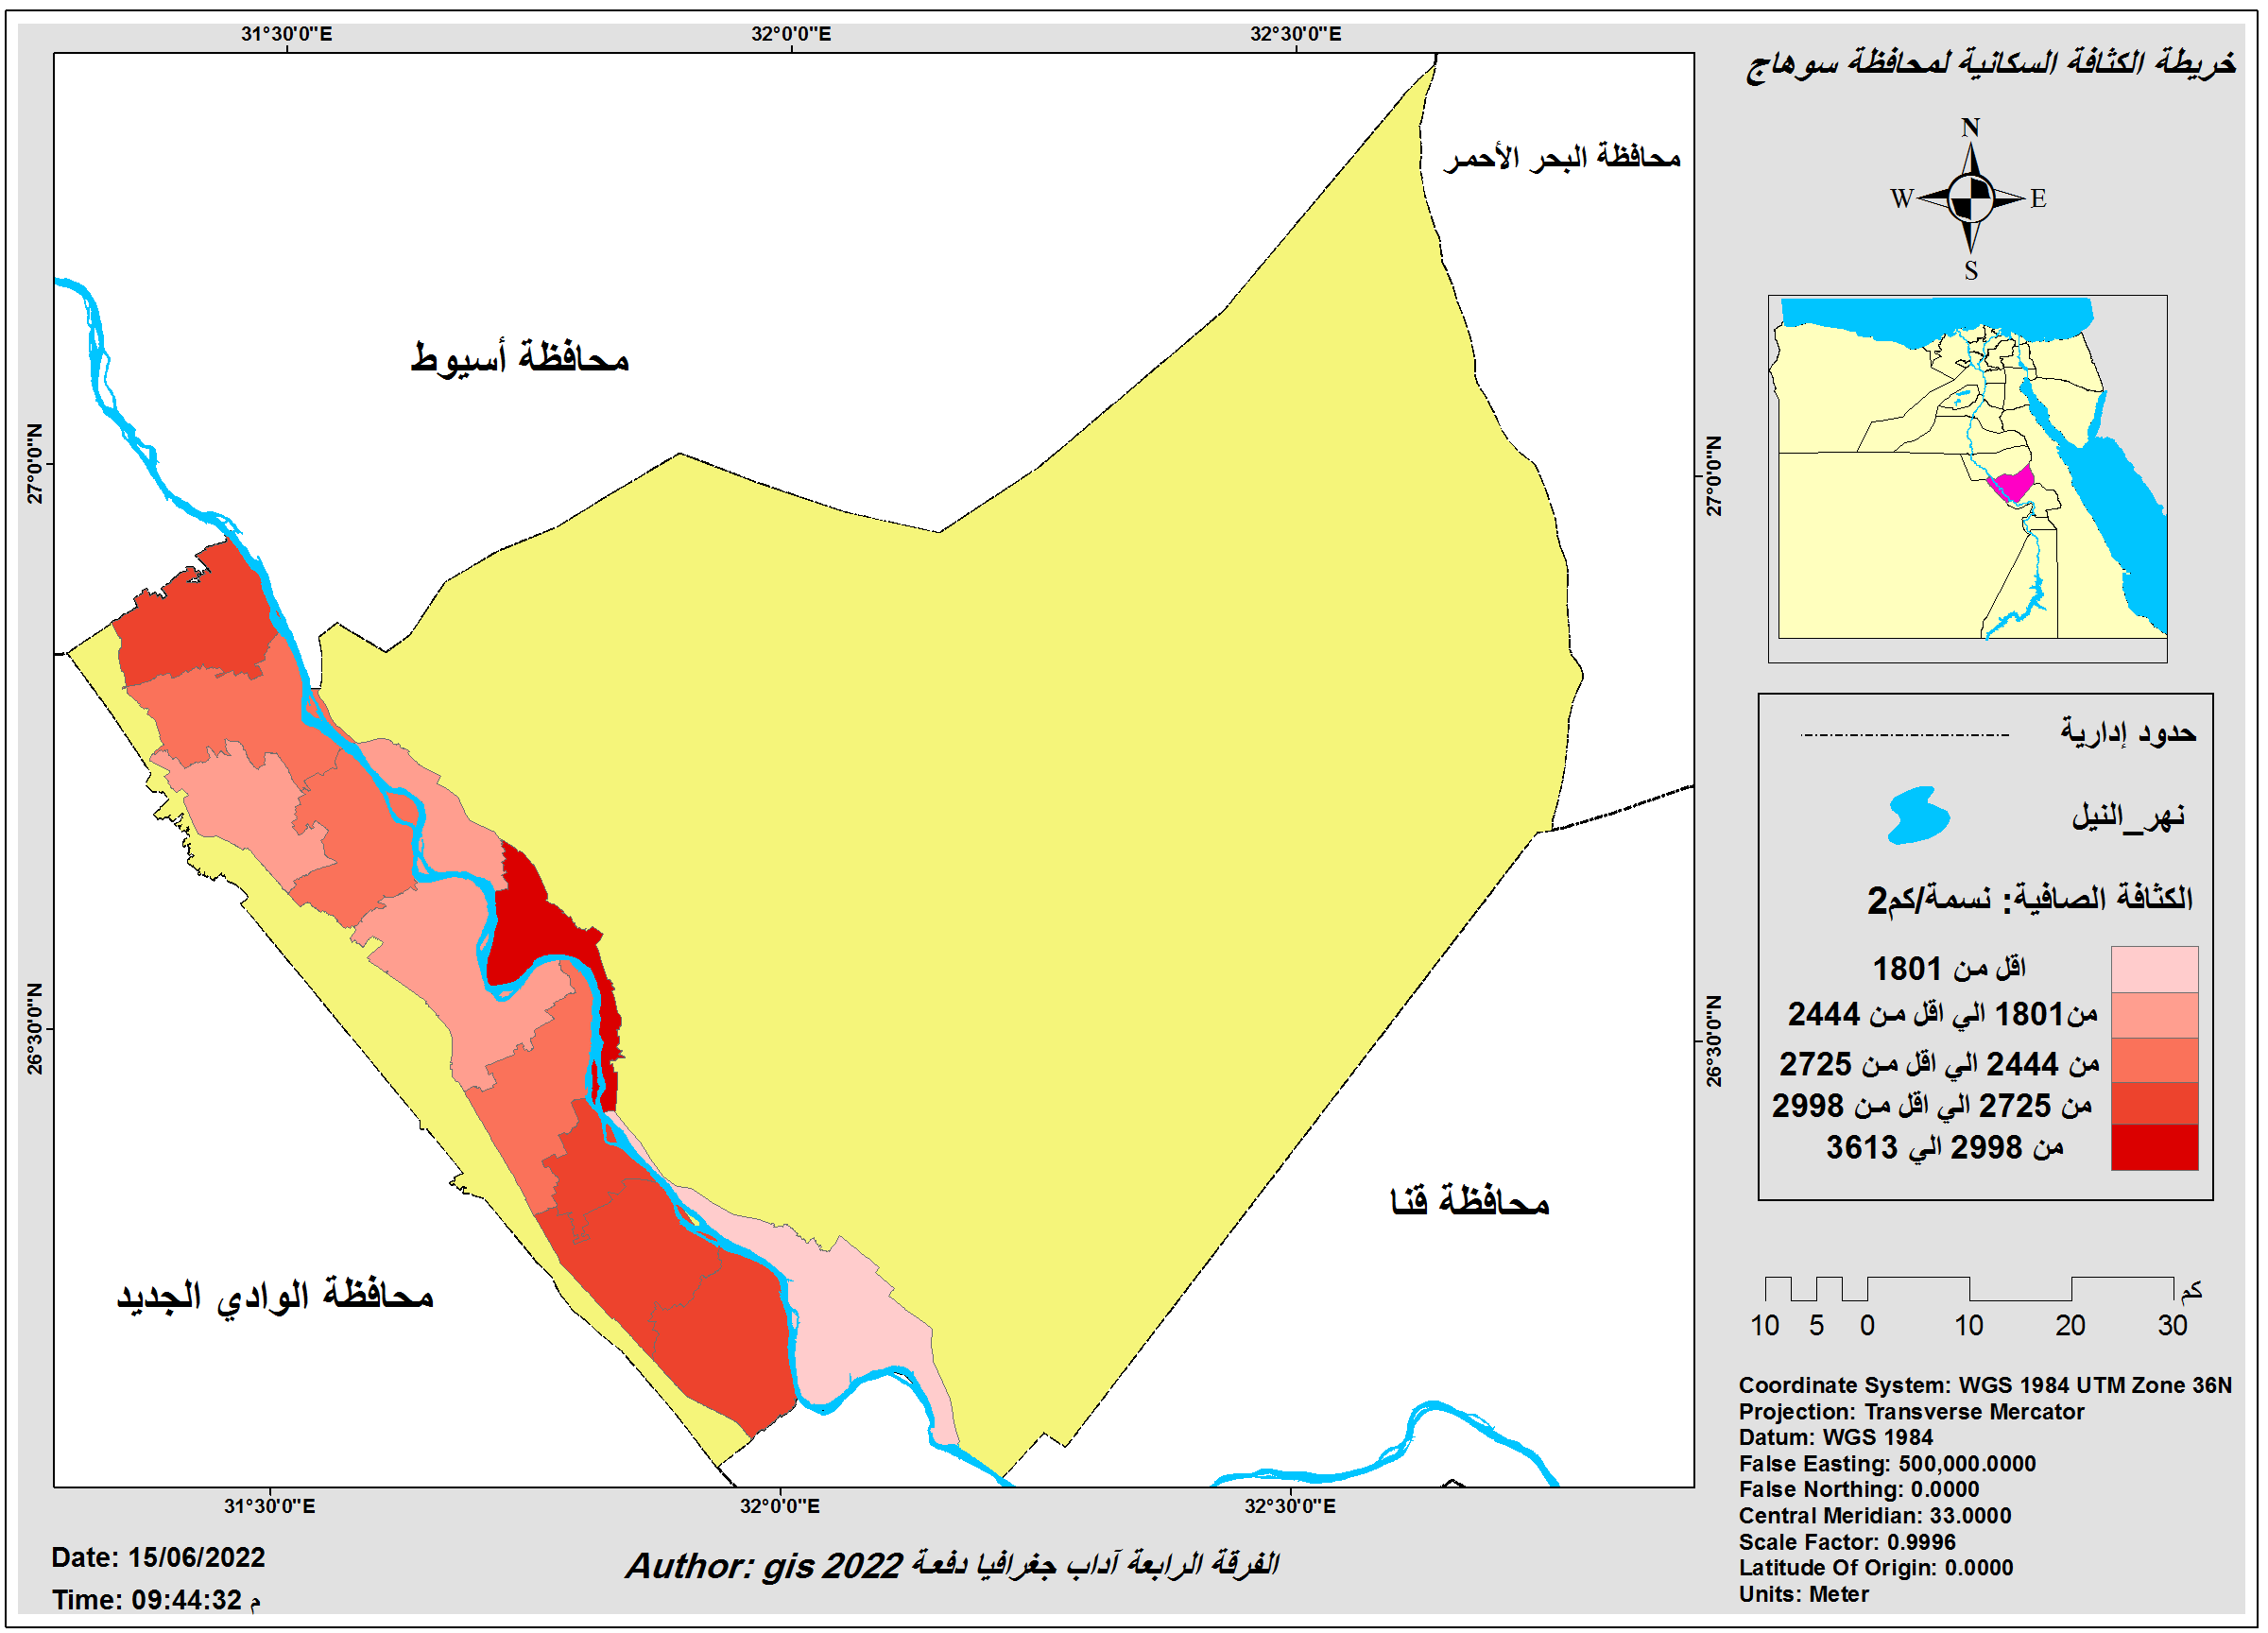 خريطة الكثافة السكانية لمحافظة سوهاج
31°30'0"E
32°0'0"E
32°30'0"E
N
W
E
S
محافظة البحر الأحمر
محافظة أسيوط
27°0'0"N
27°0'0"N
حدود إدارية
نهر_النيل
الكثافة الصافية: نسمة/كم2
اقل من 1801
من1801 الي اقل من 2444
من 2444 الي اقل من 2725
من 2725 الي اقل من 2998
من 2998 الي 3613
26°30'0"N
26°30'0"N
محافظة قنا
محافظة الوادي الجديد
كم
10 5 0 10 20 30
Coordinate System: WGS 1984 UTM Zone 36N
Projection: Transverse Mercator
Datum: WGS 1984
False Easting: 500,000.0000
False Northing: 0.0000
Central Meridian: 33.0000
Scale Factor: 0.9996
Latitude Of Origin: 0.0000
Units: Meter
31°30'0"E
32°0'0"E
32°30'0"E
Date: 15/06/2022
Time: 09:44:32 م
Author: gis 2022 الفرقة الرابعة آداب جغرافيا دفعة